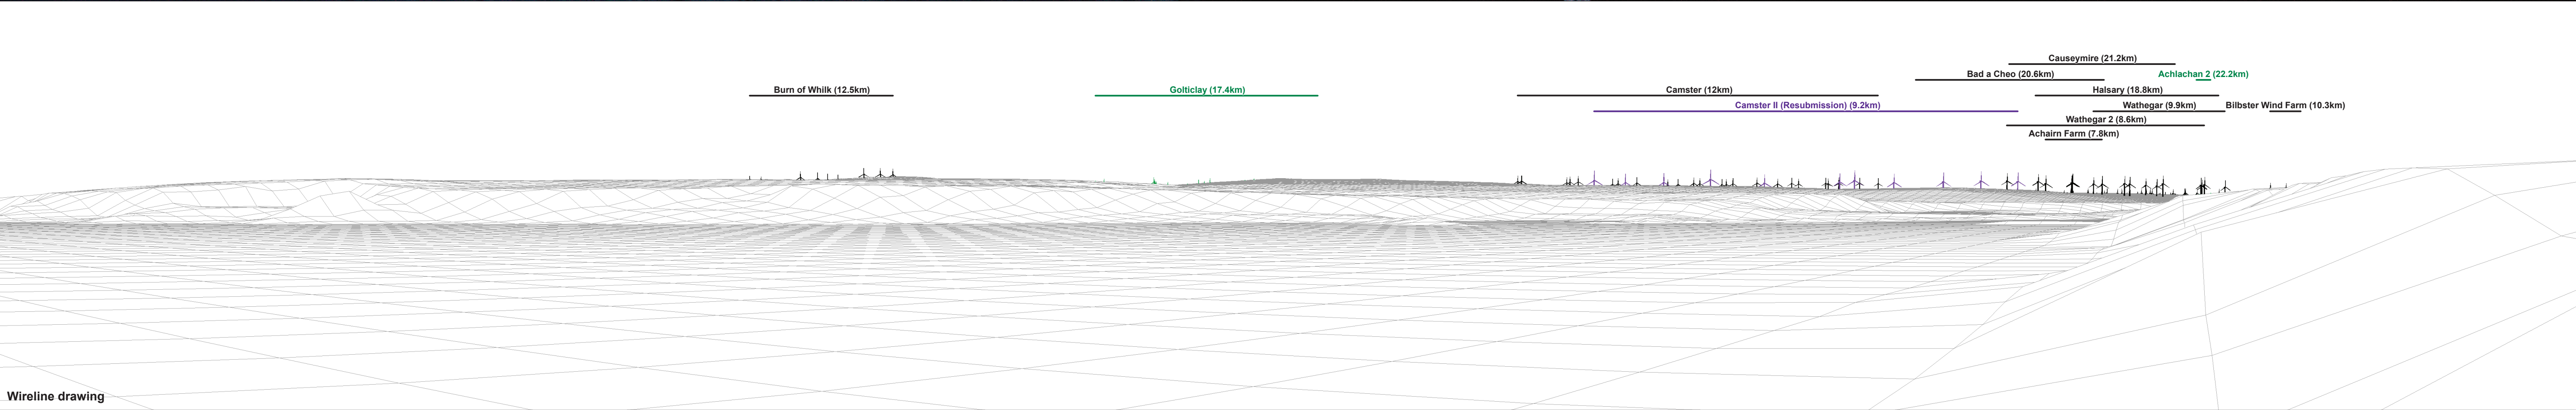 Causeymire (21.2km)
Bad a Cheo (20.6km)
Achlachan 2 (22.2km)
Burn of Whilk (12.5km)
Golticlay (17.4km)
Camster (12km)
Halsary (18.8km)
Camster II (Resubmission) (9.2km)
Wathegar (9.9km)
Bilbster Wind Farm (10.3km)
Wathegar 2 (8.6km)
Achairn Farm (7.8km)
Wireline drawing